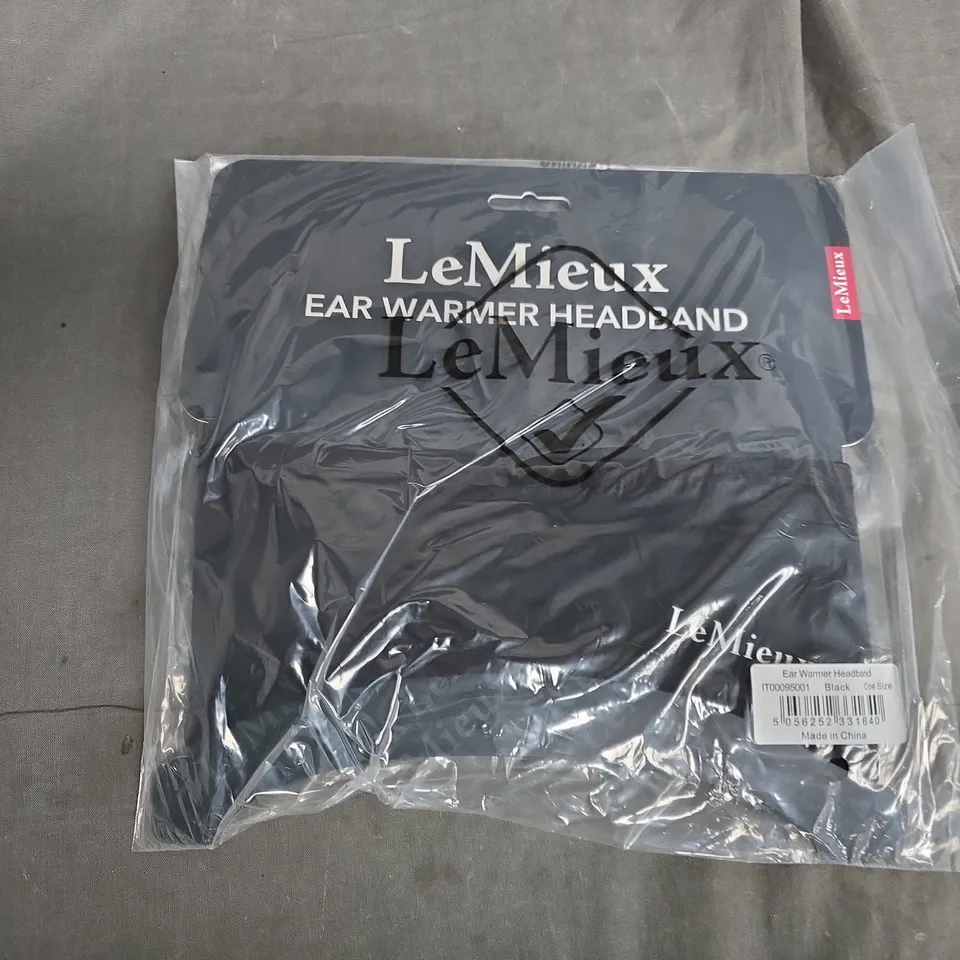 LeMieux
EAR WARMER HEADBAND
LeMieux
LeMieux®
LeMieux
Ear Warmer Headband
IT00095001 Black One Size
5 056252 331640
Made in China